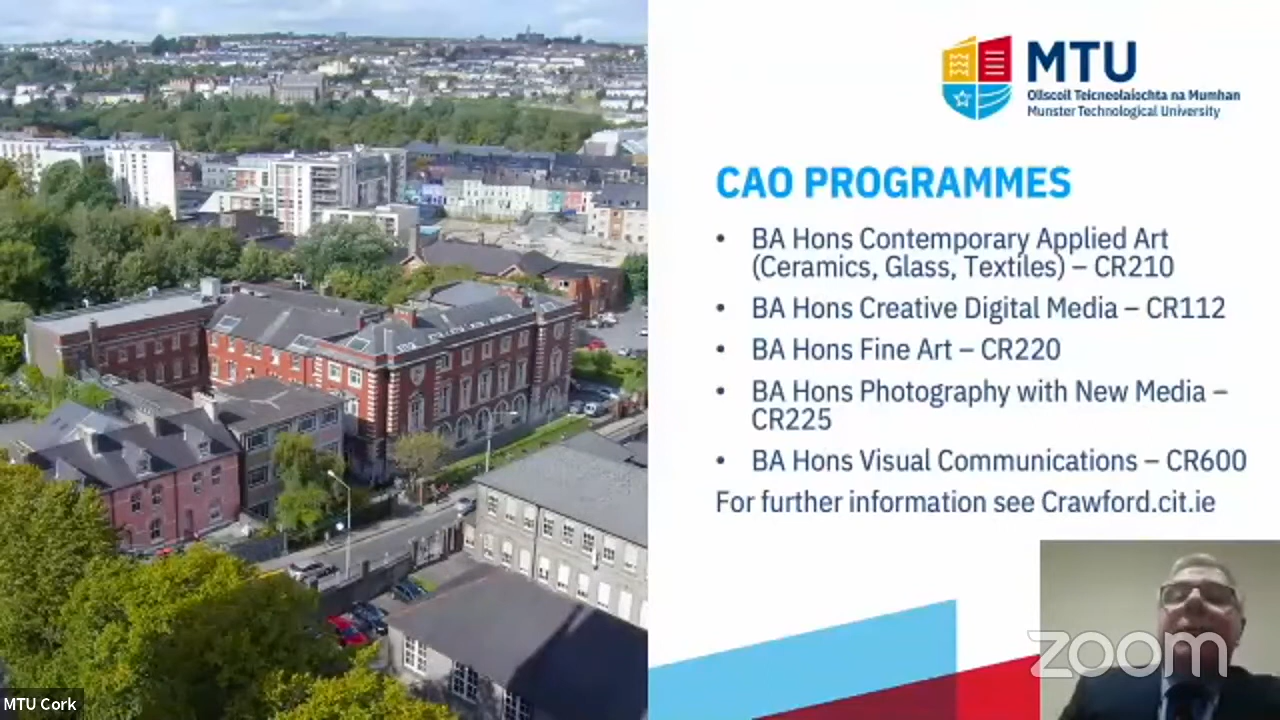 MTU
Ollscoil Teicneolaíochta na Mumhan
Munster Technological University
CAO PROGRAMMES
• BA Hons Contemporary Applied Art
(Ceramics, Glass, Textiles) – CR210
• BA Hons Creative Digital Media – CR112
• BA Hons Fine Art – CR220
• BA Hons Photography with New Media –
CR225
• BA Hons Visual Communications – CR600
For further information see Crawford.cit.ie
zoom
MTU Cork